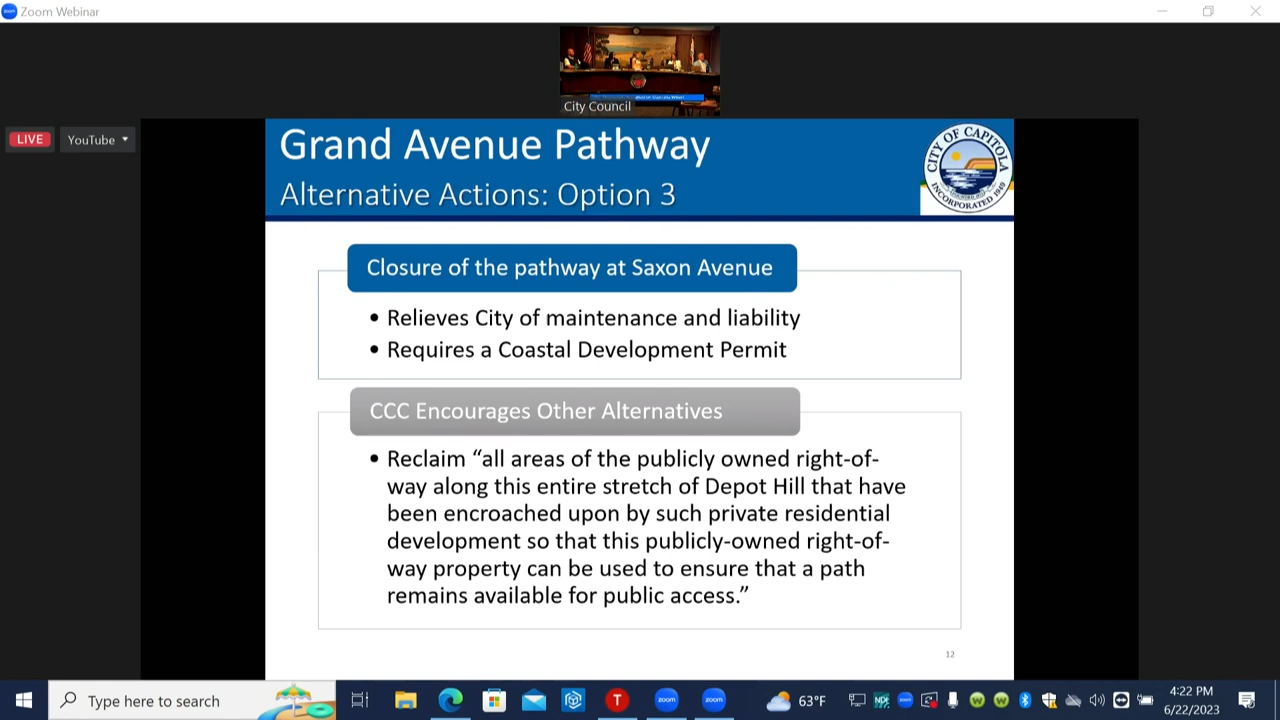 Zoom Webinar
City Council
LIVE
YouTube
Grand Avenue Pathway
Alternative Actions: Option 3
CITY OF CAPITOLA
INCORPORATED 1949
Closure of the pathway at Saxon Avenue
• Relieves City of maintenance and liability
• Requires a Coastal Development Permit
CCC Encourages Other Alternatives
• Reclaim “all areas of the publicly owned right-of-
way along this entire stretch of Depot Hill that have
been encroached upon by such private residential
development so that this publicly-owned right-of-
way property can be used to ensure that a path
remains available for public access.”
12
Type here to search
T
zoom
zoom
63°F
NDI
4:22 PM
6/22/2023